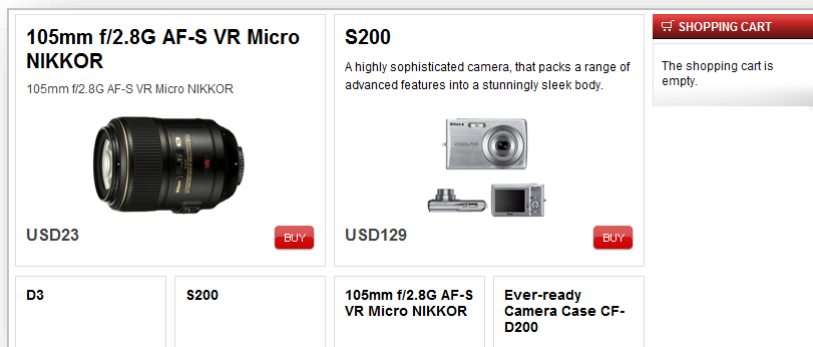 105mm f/2.8G AF-S VR Micro
NIKKOR
105mm f/2.8G AF-S VR Micro NIKKOR
USD23
BUY
S200
A highly sophisticated camera, that packs a range of
advanced features into a stunningly sleek body.
Nikon
COOLPIX
USD129
BUY
SHOPPING CART
The shopping cart is
empty.
D3
S200
105mm f/2.8G AF-S
VR Micro NIKKOR
Ever-ready
Camera Case CF-
D200